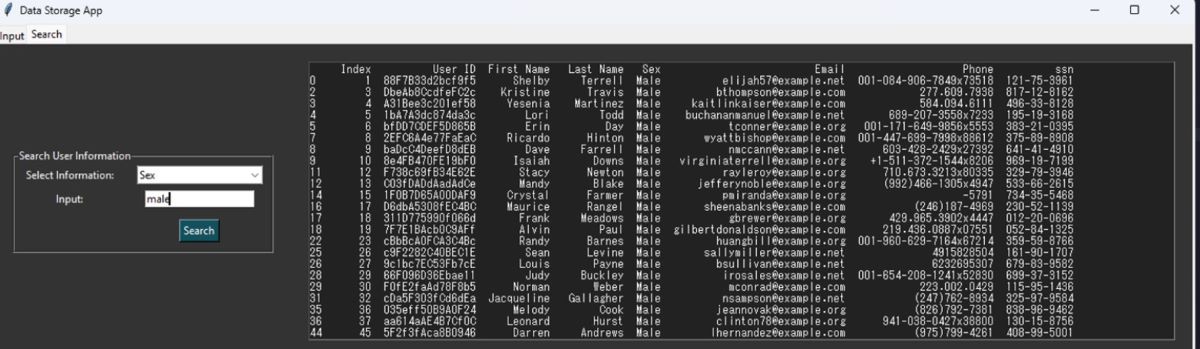 Data Storage App
Input Search
Search User Information
Select Information: Sex
Input: male
Search
Index User ID First Name Last Name Sex Email Phone ssn
0 1 88F7B33d2bcf9f5 Shelby Terrell Male elijah57@example.net 001-084-906-7849x73518 121-75-3961
2 3 DbeAb8CcdfeFC2c Kristine Travis Male bthompson@example.com 277.609.7938 817-12-8162
3 4 A31Bee3c201ef58 Yesenia Martinez Male kaitlinkaiser@example.com 584.094.6111 496-33-8128
4 5 1bA7A3dc874da3c Lori Todd Male buchananmanuel@example.net 689-207-3558x7233 195-19-3168
5 6 bfDD7CDEF5D865B Erin Day Male tconner@example.org 001-171-649-9856x5553 383-21-0395
7 8 2EFC6A4e77FaEaC Ricardo Hinton Male wyattbishop@example.com 001-447-699-7998x88612 375-89-8908
8 9 baDcC4DeefD8dEB Dave Farrell Male nmccann@example.net 603-428-2429x27392 641-41-4910
9 10 8e4FB470FE19bF0 Isaiah Downs Male virginiaterrell@example.org +1-511-372-1544x8206 969-19-7199
11 12 F738c69fB34E62E Stacy Newton Male rayleroy@example.org 710.673.3213x80335 329-79-3946
12 13 C03fDADdAadAdCe Mandy Blake Male jefferynoble@example.org (992)466-1305x4947 533-66-2615
14 15 1F0B7D65A00DAF9 Crystal Farmer Male pmiranda@example.org -5791 734-35-5468
16 17 D6dbA5308fEC4BC Maurice Rangel Male sheenabanks@example.com (246)187-4969 230-52-1139
17 18 311D775990f066d Frank Meadows Male gbrewer@example.org 429.965.3902x4447 012-20-0696
18 19 7F7E1BAcb0C9AFf Alvin Paul Male gilbertdonaldson@example.com 219.436.0887x07551 052-84-1325
22 23 cBbBcA0FCA3C4Bc Randy Barnes Male huangbill@example.org 001-960-629-7164x67214 359-59-8766
25 26 c9F2282C40BEC1E Sean Levine Male sallymiller@example.net 4915828504 161-90-1707
26 27 9c1bc7EC53Fb7cE Louis Payne Male bsullivan@example.net 6232695307 679-83-9582
28 29 66F096D36Ebae11 Judy Buckley Male irosales@example.net 001-654-208-1241x52830 699-37-3152
29 30 F0fE2faAd78F8b5 Norman Weber Male mconrad@example.com 223.002.0429 115-95-1436
31 32 cDa5F303fCd6dEa Jacqueline Gallagher Male nsampson@example.net (247)762-8934 325-97-9584
35 36 035eff50B9A0F24 Melody Cook Male jeannovak@example.org (826)792-7381 838-96-9462
36 37 aa614aAE4B7Cf0C Leonard Hurst Male clinton78@example.org 941-038-0427x38800 130-15-8756
44 45 5F2f3fAca8B0946 Darren Andrews Male lhernandez@example.org (975)799-4261 408-99-5001